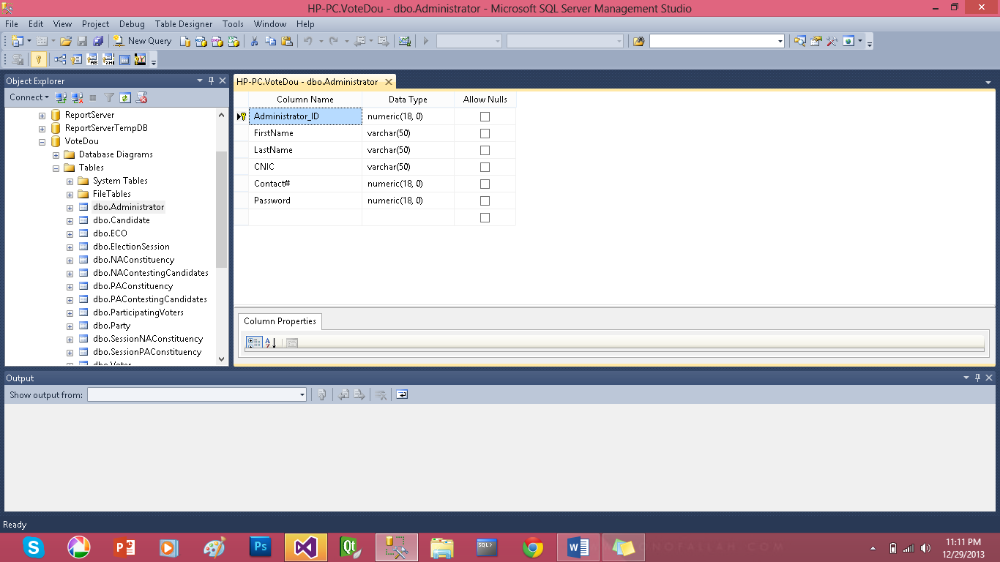 HP-PC.VoteDou - dbo.Administrator - Microsoft SQL Server Management Studio
File Edit View Project Debug Table Designer Tools Window Help
New Query
Object Explorer
Connect
ReportServer
ReportServerTempDB
VoteDou
Database Diagrams
Tables
System Tables
FileTables
dbo.Administrator
dbo.Candidate
dbo.ECO
dbo.ElectionSession
dbo.NAConstituency
dbo.NAContestingCandidates
dbo.PAConstituency
dbo.PAContestingCandidates
dbo.ParticipatingVoters
dbo.Party
dbo.SessionNAConstituency
dbo.SessionPAConstituency
dbo.Voter
HP-PC.VoteDou - dbo.Administrator
Column Name Data Type Allow Nulls
Administrator_ID numeric(18, 0)
FirstName varchar(50)
LastName varchar(50)
CNIC varchar(50)
Contact# numeric(18, 0)
Password numeric(18, 0)
Column Properties
Output
Show output from:
Ready
11:11 PM
12/29/2013